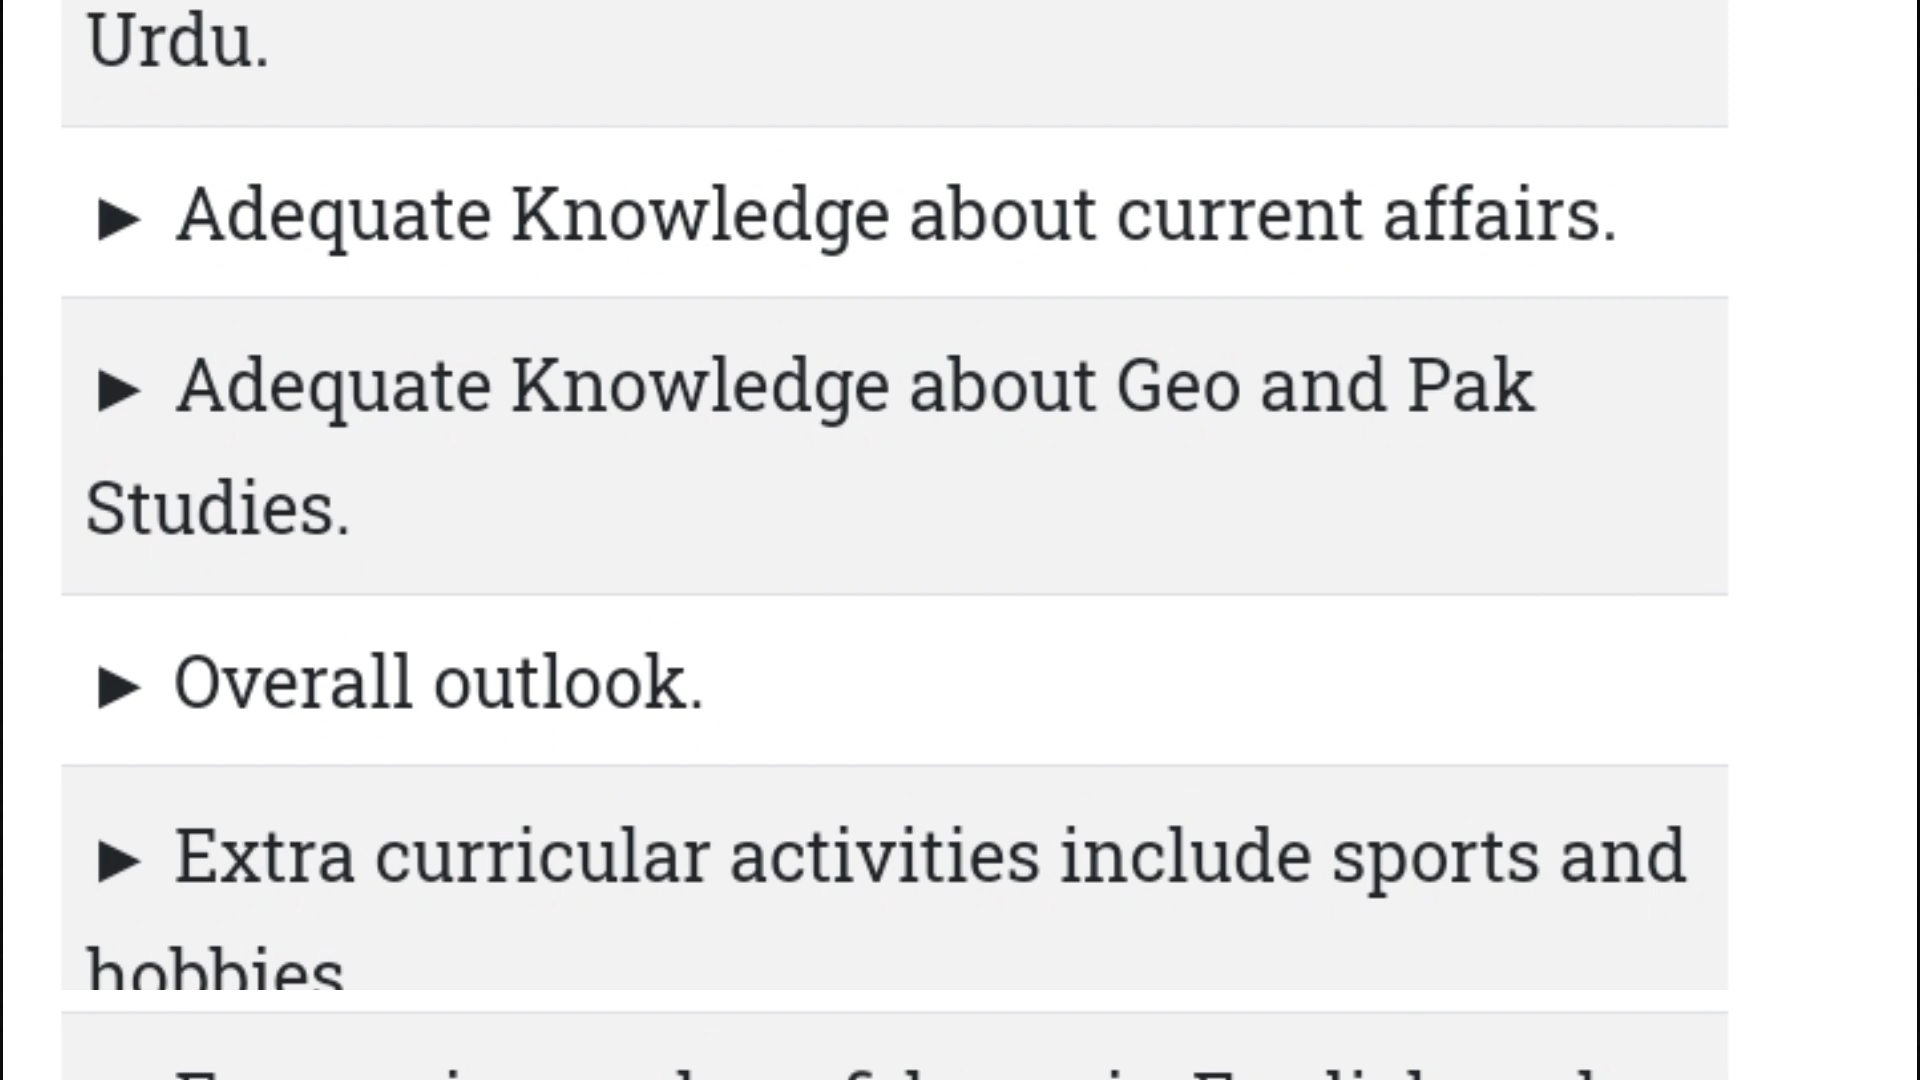 Urdu.
► Adequate Knowledge about current affairs.
► Adequate Knowledge about Geo and Pak
Studies.
► Overall outlook.
► Extra curricular activities include sports and
hobbies